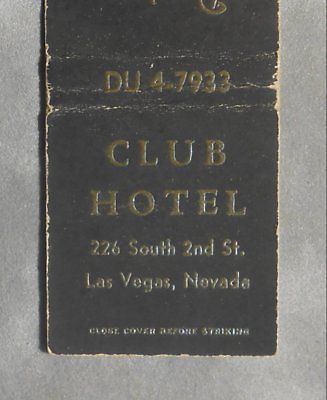 DU 4-7933
CLUB
HOTEL
226 South 2nd St.
Las Vegas, Nevada
CLOSE COVER BEFORE STRIKING